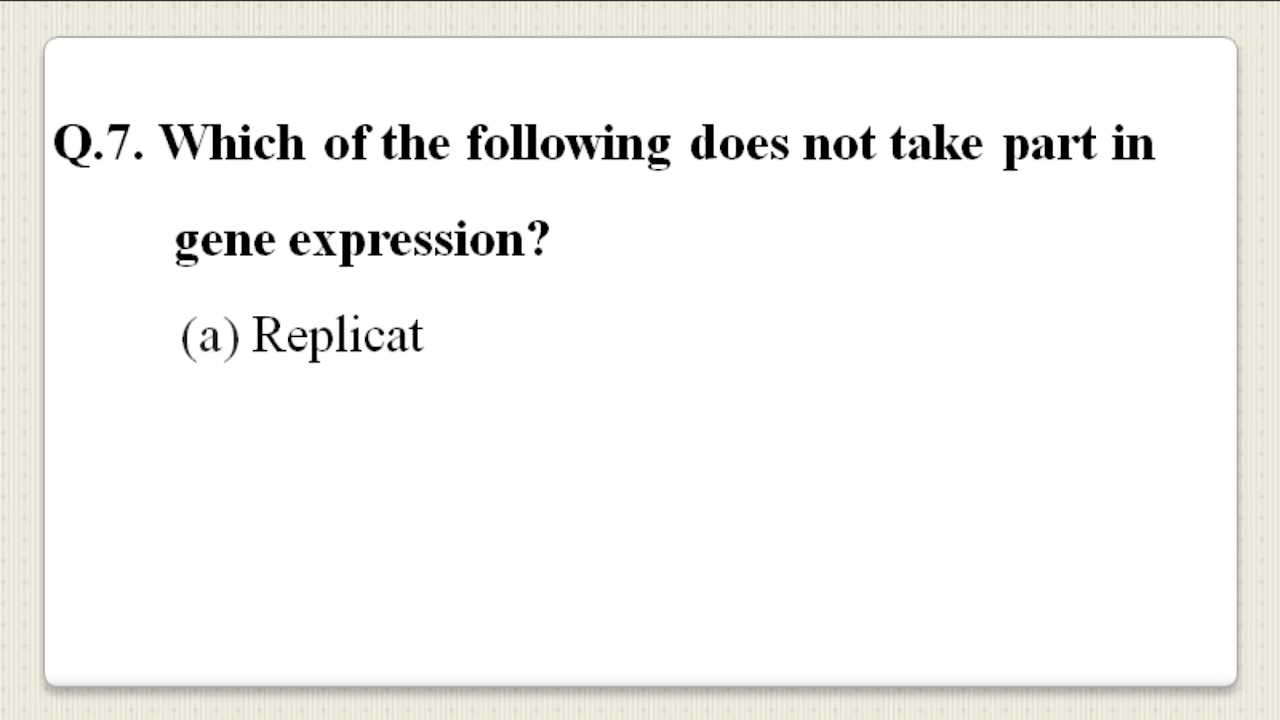 Q.7. Which of the following does not take part in
gene expression?
(a) Replicat